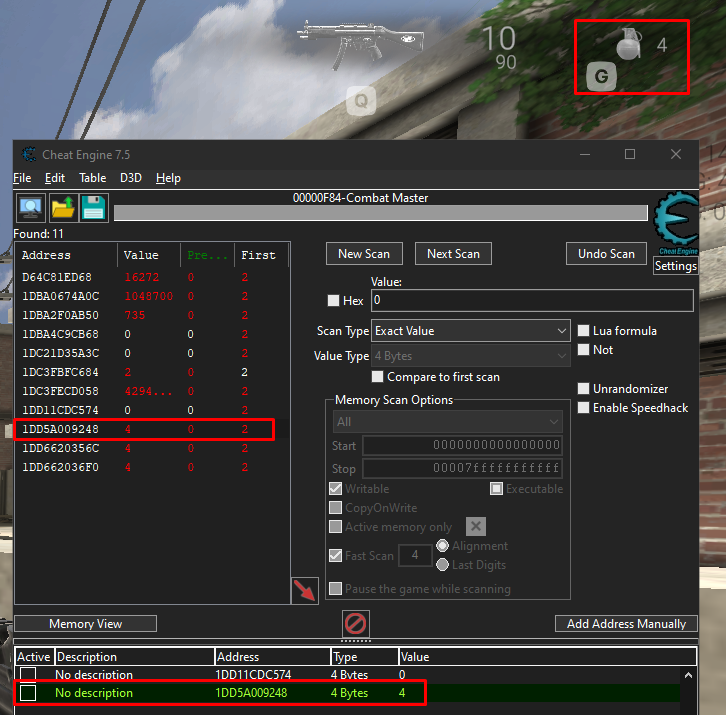 10
90
4
G
Q
Cheat Engine 7.5
File Edit Table D3D Help
00000F84-Combat Master
Found: 11
Cheat Engine
Settings
Address Value Pre... First
D64C81ED68 16272 0 2
1DBA0674A0C 1048700 0 2
1DBA2F0AB50 735 0 2
1DBA4C9CB68 0 0 2
1DC21D35A3C 0 0 2
1DC3FBFC684 2 0 2
1DC3FECD058 4294... 0 2
1DD11CDC574 0 0 2
1DD5A009248 4 0 2
1DD6620356C 4 0 2
1DD662036F0 4 0 2
New Scan Next Scan Undo Scan
Value:
Hex 0
Scan Type Exact Value
Lua formula
Value Type 4 Bytes
Not
Compare to first scan
Unrandomizer
Enable Speedhack
Memory Scan Options
All
Start 0000000000000000
Stop 00007fffffffffff
Writable Executable
CopyOnWrite
Active memory only
Fast Scan 4 Alignment
Last Digits
Pause the game while scanning
Memory View Add Address Manually
Active Description Address Type Value
No description 1DD11CDC574 4 Bytes 0
No description 1DD5A009248 4 Bytes 4